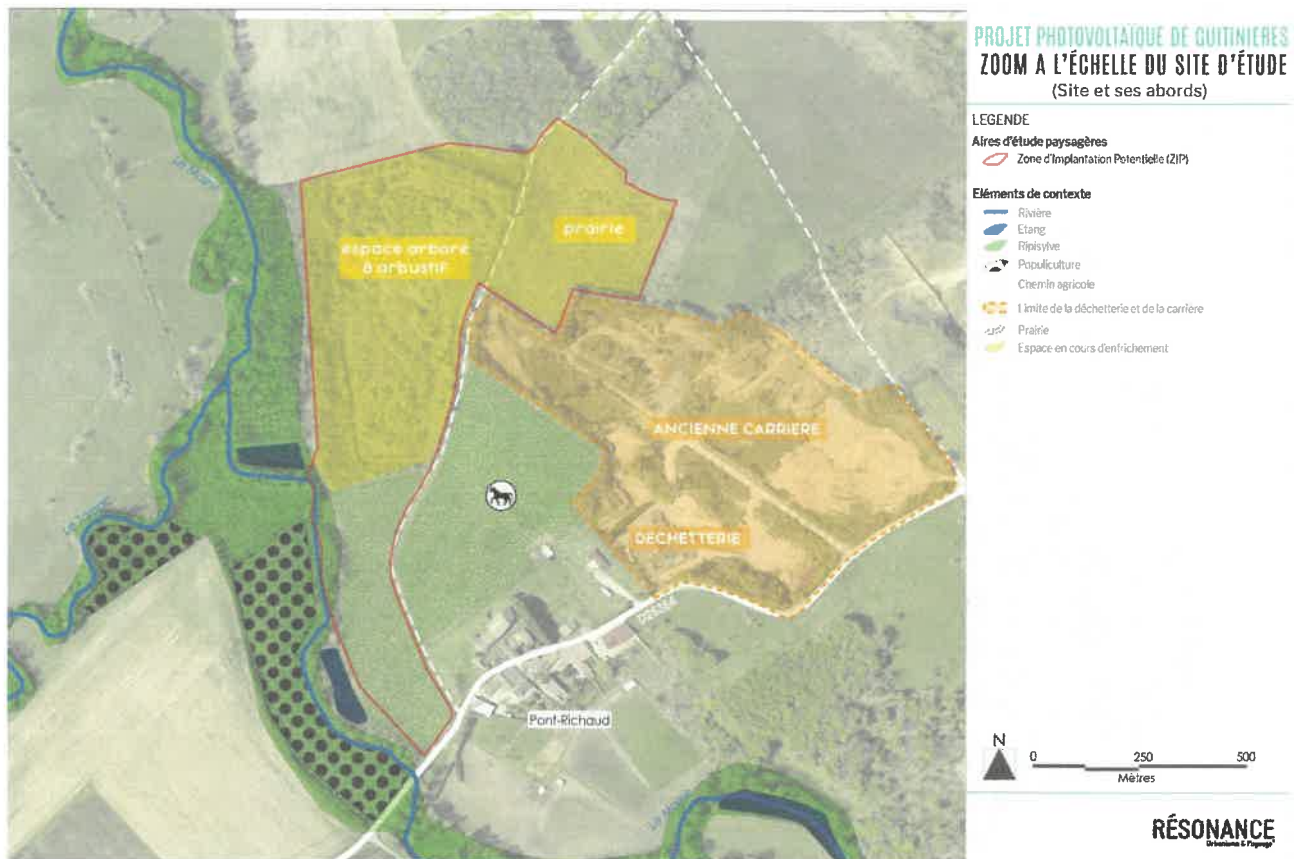 PROJET PHOTOVOLTAÏQUE DE GUITINIERES
ZOOM A L'ÉCHELLE DU SITE D'ÉTUDE
(Site et ses abords)
LEGENDE
Aires d'étude paysagères
Zone d'Implantation Potentielle (ZIP)
Eléments de contexte
Rivière
Etang
Ripisylve
Populiculture
Chemin agricole
Limite de la déchetterie et de la carrière
Prairie
Espace en cours d'enfrichement
espace arboré
& arbustif
prairie
ANCIENNE CARRIERE
DECHETTERIE
Pont-Richaud
N
0 250 500
Mètres
RÉSONANCE
Urbanisme & Paysage